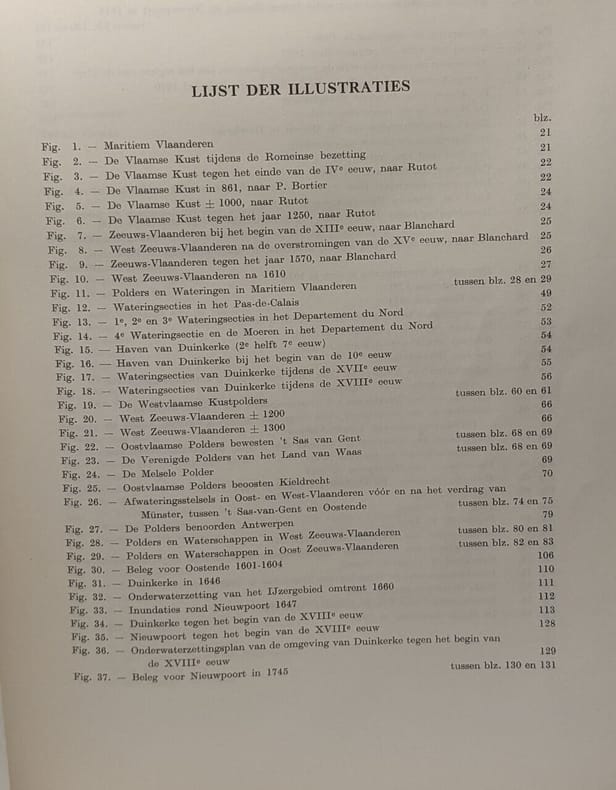 LIJST DER ILLUSTRATIES
blz.
Fig. 1. — Maritiem Vlaanderen 21
Fig. 2. — De Vlaamse Kust tijdens de Romeinse bezetting 21
Fig. 3. — De Vlaamse Kust tegen het einde van de IVᵉ eeuw, naar Rutot 22
Fig. 4. — De Vlaamse Kust in 861, naar P. Bortier 22
Fig. 5. — De Vlaamse Kust ± 1000, naar Rutot 24
Fig. 6. — De Vlaamse Kust tegen het jaar 1250, naar Rutot 24
Fig. 7. — Zeeuws-Vlaanderen bij het begin van de XIIIᵉ eeuw, naar Blanchard 25
Fig. 8. — West Zeeuws-Vlaanderen na de overstromingen van de XVᵉ eeuw, naar Blanchard 25
Fig. 9. — Zeeuws-Vlaanderen tegen het jaar 1570, naar Blanchard 26
Fig. 10. — West Zeeuws-Vlaanderen na 1610 27
Fig. 11. — Polders en Wateringen in Maritiem Vlaanderen tussen blz. 28 en 29
Fig. 12. — Wateringsecties in het Pas-de-Calais 49
Fig. 13. — 1ᵉ, 2ᵉ en 3ᵉ Wateringsecties in het Departement du Nord 52
Fig. 14. — 4ᵉ Wateringsectie en de Moeren in het Departement du Nord 53
Fig. 15. — Haven van Duinkerke (2ᵉ helft 7ᵉ eeuw) 54
Fig. 16. — Haven van Duinkerke bij het begin van de 10ᵉ eeuw 54
Fig. 17. — Wateringsecties van Duinkerke tijdens de XVIIᵉ eeuw 55
Fig. 18. — Wateringsecties van Duinkerke tijdens de XVIIIᵉ eeuw 56
Fig. 19. — De Westvlaamse Kustpolders tussen blz. 60 en 61
Fig. 20. — West Zeeuws-Vlaanderen ± 1200 66
Fig. 21. — West Zeeuws-Vlaanderen ± 1300 66
Fig. 22. — Oostvlaamse Polders bewesten 't Sas van Gent tussen blz. 68 en 69
Fig. 23. — De Verenigde Polders van het Land van Waas tussen blz. 68 en 69
Fig. 24. — De Melsele Polder 69
Fig. 25. — Oostvlaamse Polders beoosten Kieldrecht 70
Fig. 26. — Afwateringsstelsels in Oost- en West-Vlaanderen vóór en na het verdrag van
Münster, tussen 't Sas-van-Gent en Oostende tussen blz. 74 en 75
Fig. 27. — De Polders benoorden Antwerpen 79
Fig. 28. — Polders en Waterschappen in West Zeeuws-Vlaanderen tussen blz. 80 en 81
Fig. 29. — Polders en Waterschappen in Oost Zeeuws-Vlaanderen tussen blz. 82 en 83
Fig. 30. — Beleg voor Oostende 1601-1604 106
Fig. 31. — Duinkerke in 1646 110
Fig. 32. — Onderwaterzetting van het IJzergebied omtrent 1660 111
Fig. 33. — Inundaties rond Nieuwpoort 1647 112
Fig. 34. — Duinkerke tegen het begin van de XVIIIᵉ eeuw 113
Fig. 35. — Nieuwpoort tegen het begin van de XVIIIᵉ eeuw 128
Fig. 36. — Onderwaterzettingsplan van de omgeving van Duinkerke tegen het begin van
de XVIIIᵉ eeuw 129
Fig. 37. — Beleg voor Nieuwpoort in 1745 tussen blz. 130 en 131